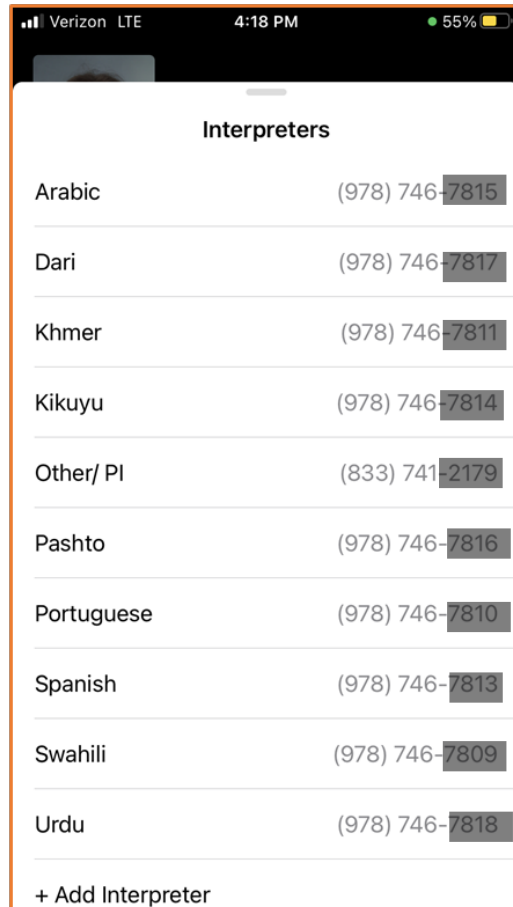 Verizon LTE 4:18 PM 55%
Interpreters
Arabic (978) 746-7815
Dari (978) 746-7817
Khmer (978) 746-7811
Kikuyu (978) 746-7814
Other/ PI (833) 741-2179
Pashto (978) 746-7816
Portuguese (978) 746-7810
Spanish (978) 746-7813
Swahili (978) 746-7809
Urdu (978) 746-7818
+ Add Interpreter